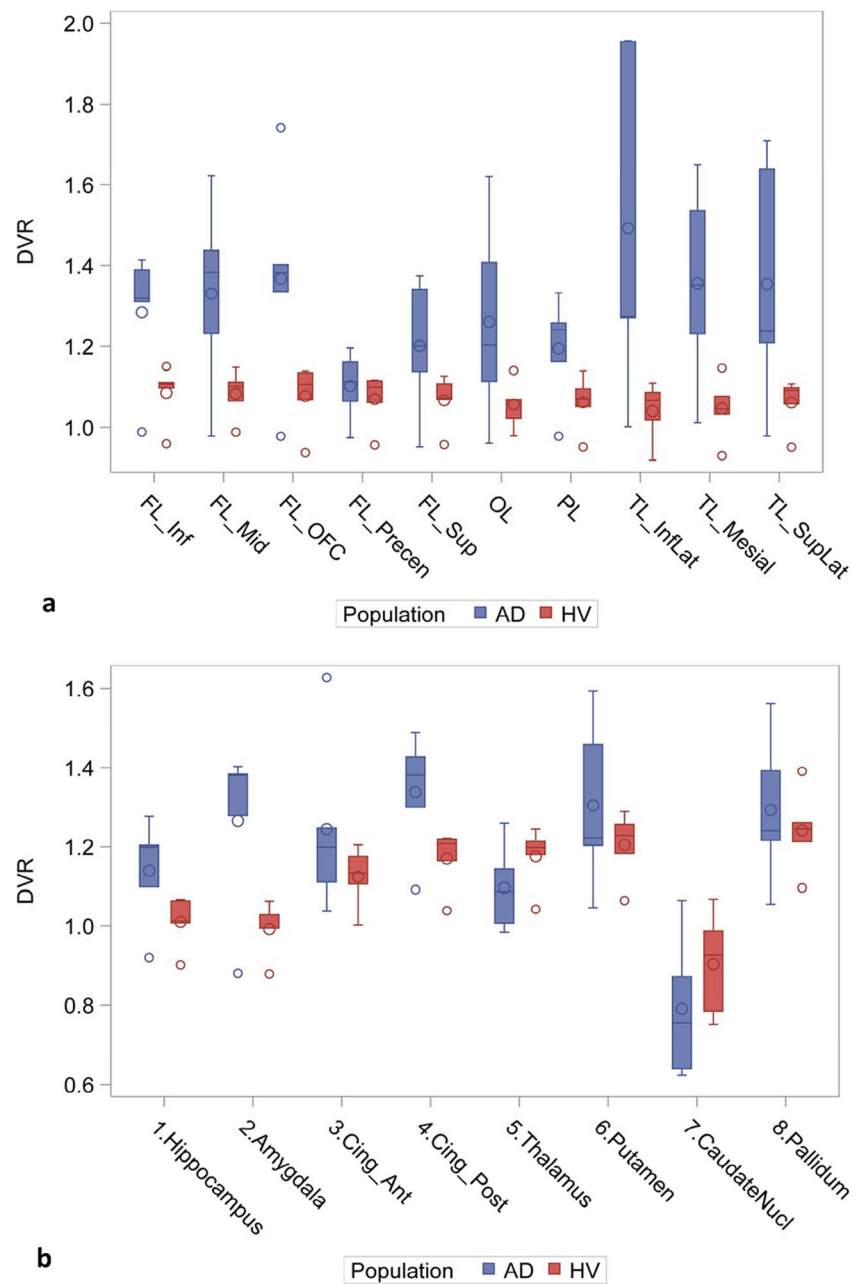 2.0
1.8
1.6
1.4
1.2
1.0
DVR
FL_Inf
FL_Mid
FL_OFC
FL_Precen
FL_Sup
OL
PL
TL_InfLat
TL_Mesial
TL_SupLat
a
Population AD HV
1.6
1.4
1.2
1.0
0.8
0.6
DVR
1.Hippocampus
2.Amygdala
3.Cing_Ant
4.Cing_Post
5.Thalamus
6.Putamen
7.CaudateNucl
8.Pallidum
b
Population AD HV